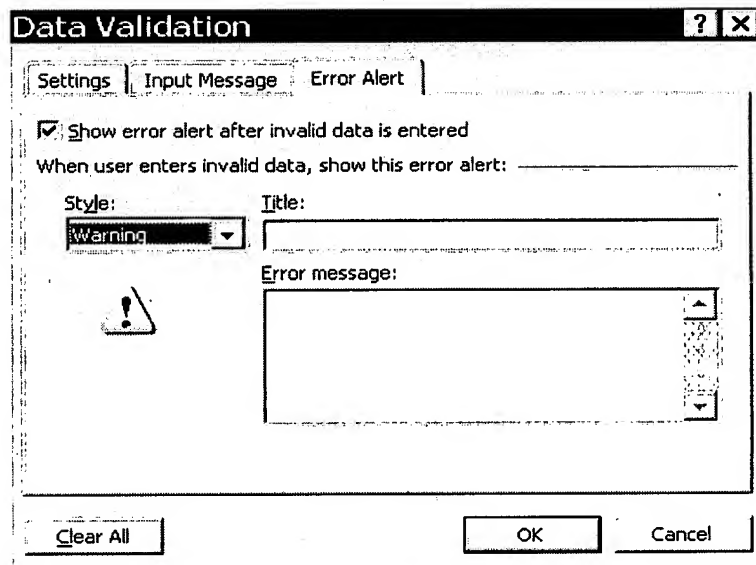 Data Validation ? X
Settings Input Message Error Alert
Show error alert after invalid data is entered
When user enters invalid data, show this error alert:
Style: Title:
Warning
Error message:
!
Clear All OK Cancel